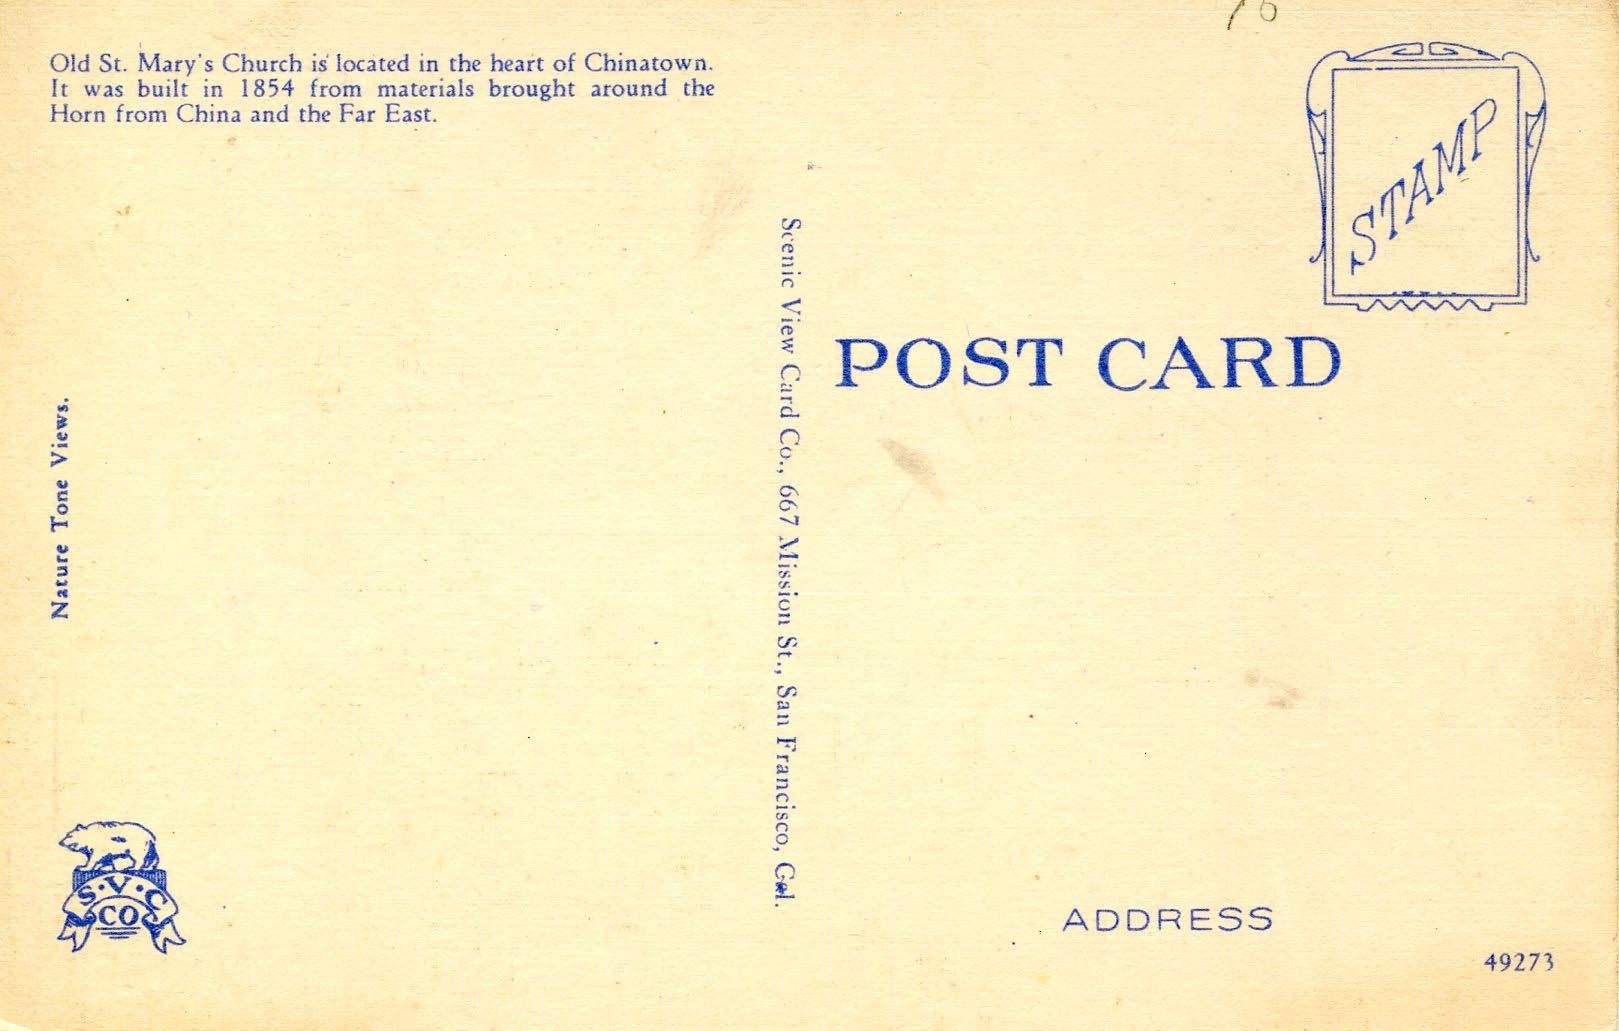 Old St. Mary's Church is located in the heart of Chinatown.
It was built in 1854 from materials brought around the
Horn from China and the Far East.
Nature Tone Views.
S·V·C
CO
Scenic View Card Co., 667 Mission St., San Francisco, Cal.
STAMP
POST CARD
ADDRESS
49273